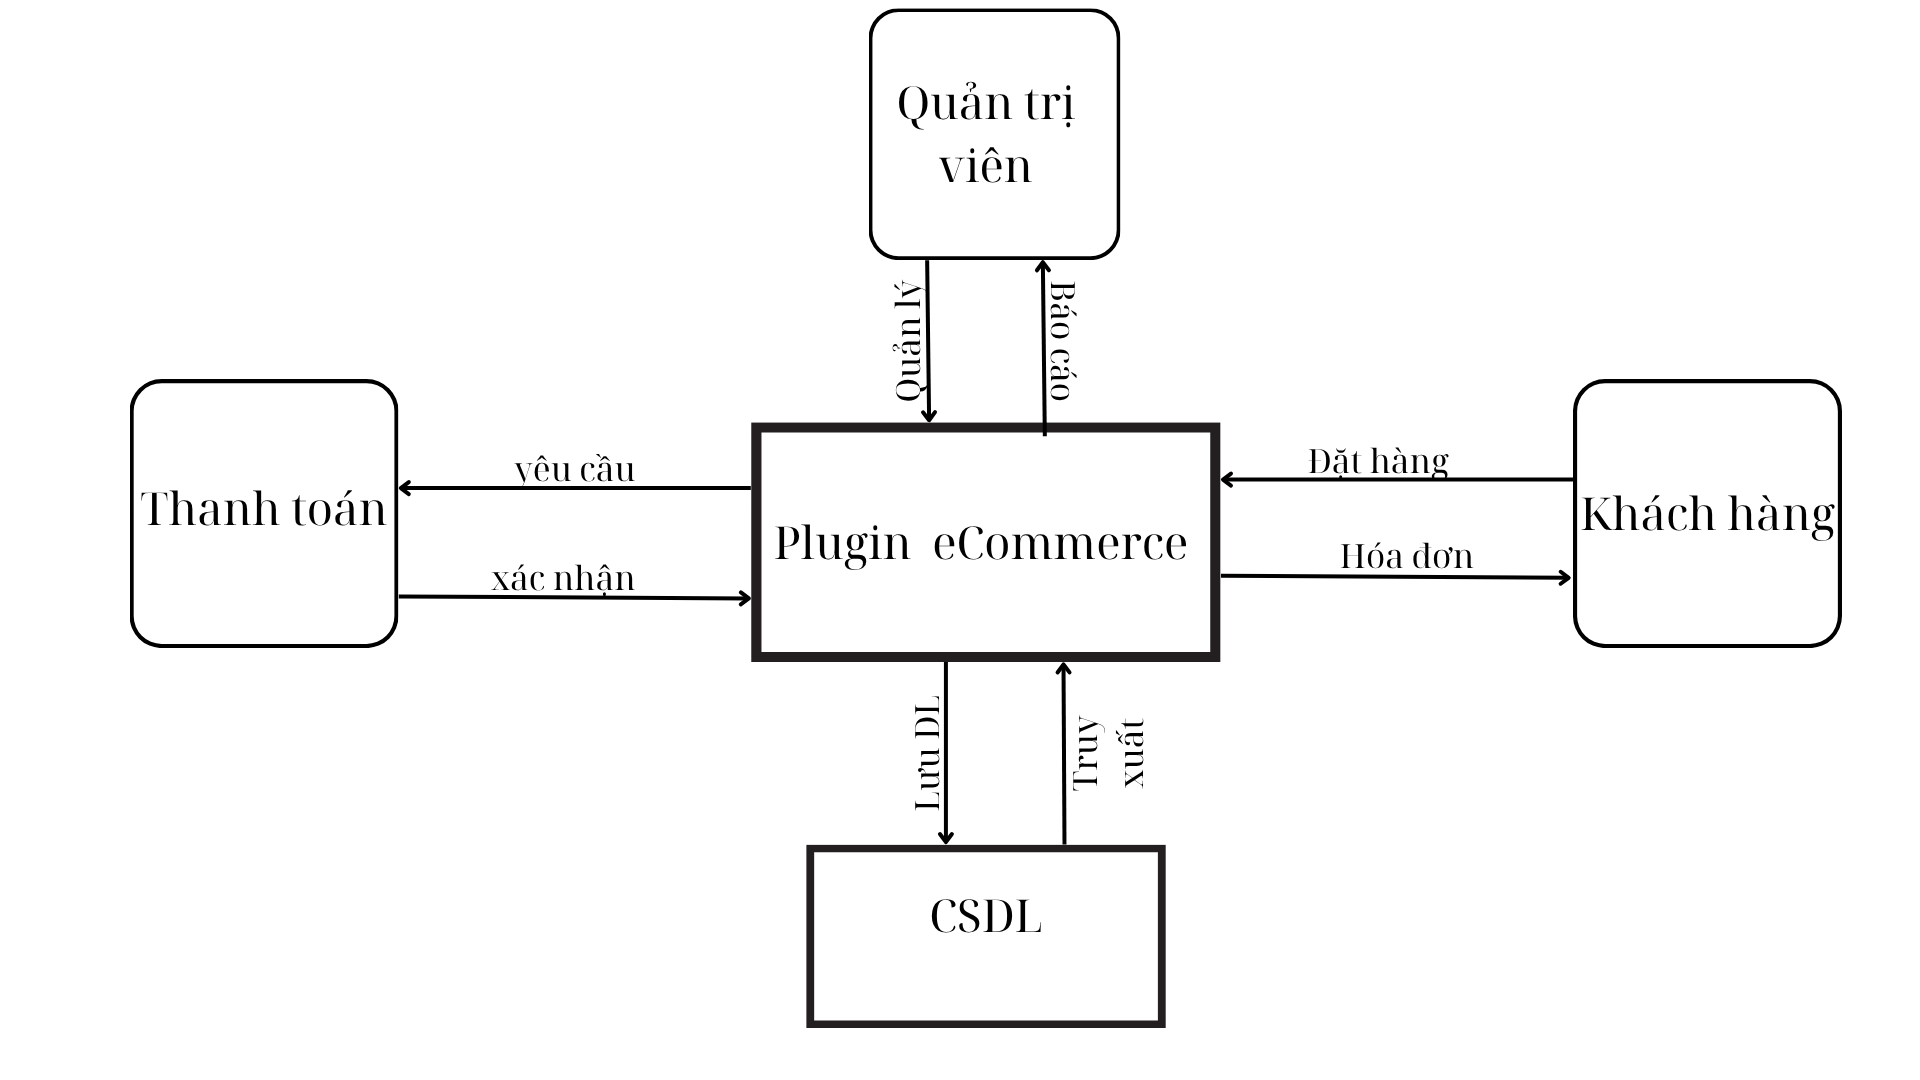 Quản trị
viên
Quản lý
Báo cáo
Thanh toán
yêu cầu
xác nhận
Plugin eCommerce
Đặt hàng
Hóa đơn
Khách hàng
Lưu DL
Truy
xuất
CSDL